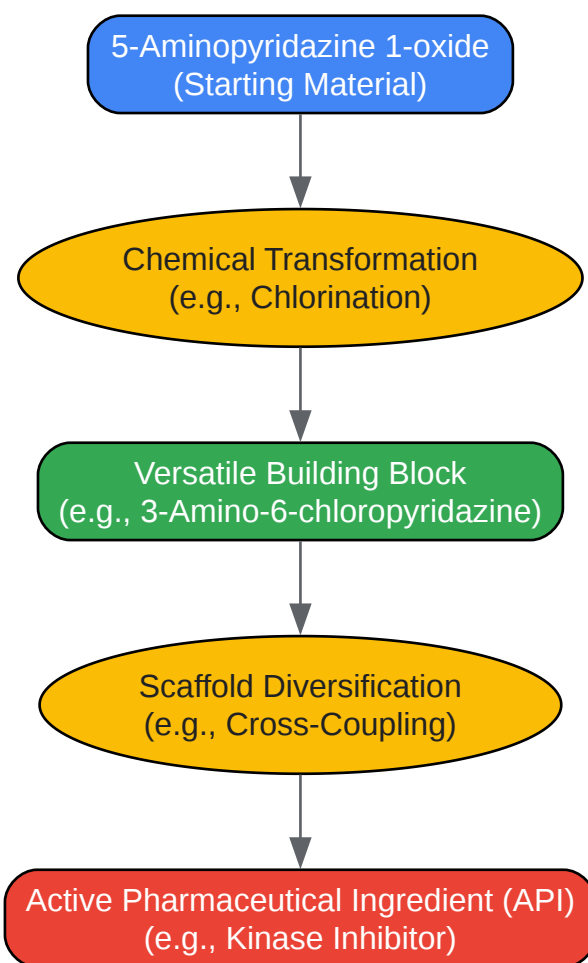 5-Aminopyridazine 1-oxide
(Starting Material)
Chemical Transformation
(e.g., Chlorination)
Versatile Building Block
(e.g., 3-Amino-6-chloropyridazine)
Scaffold Diversification
(e.g., Cross-Coupling)
Active Pharmaceutical Ingredient (API)
(e.g., Kinase Inhibitor)